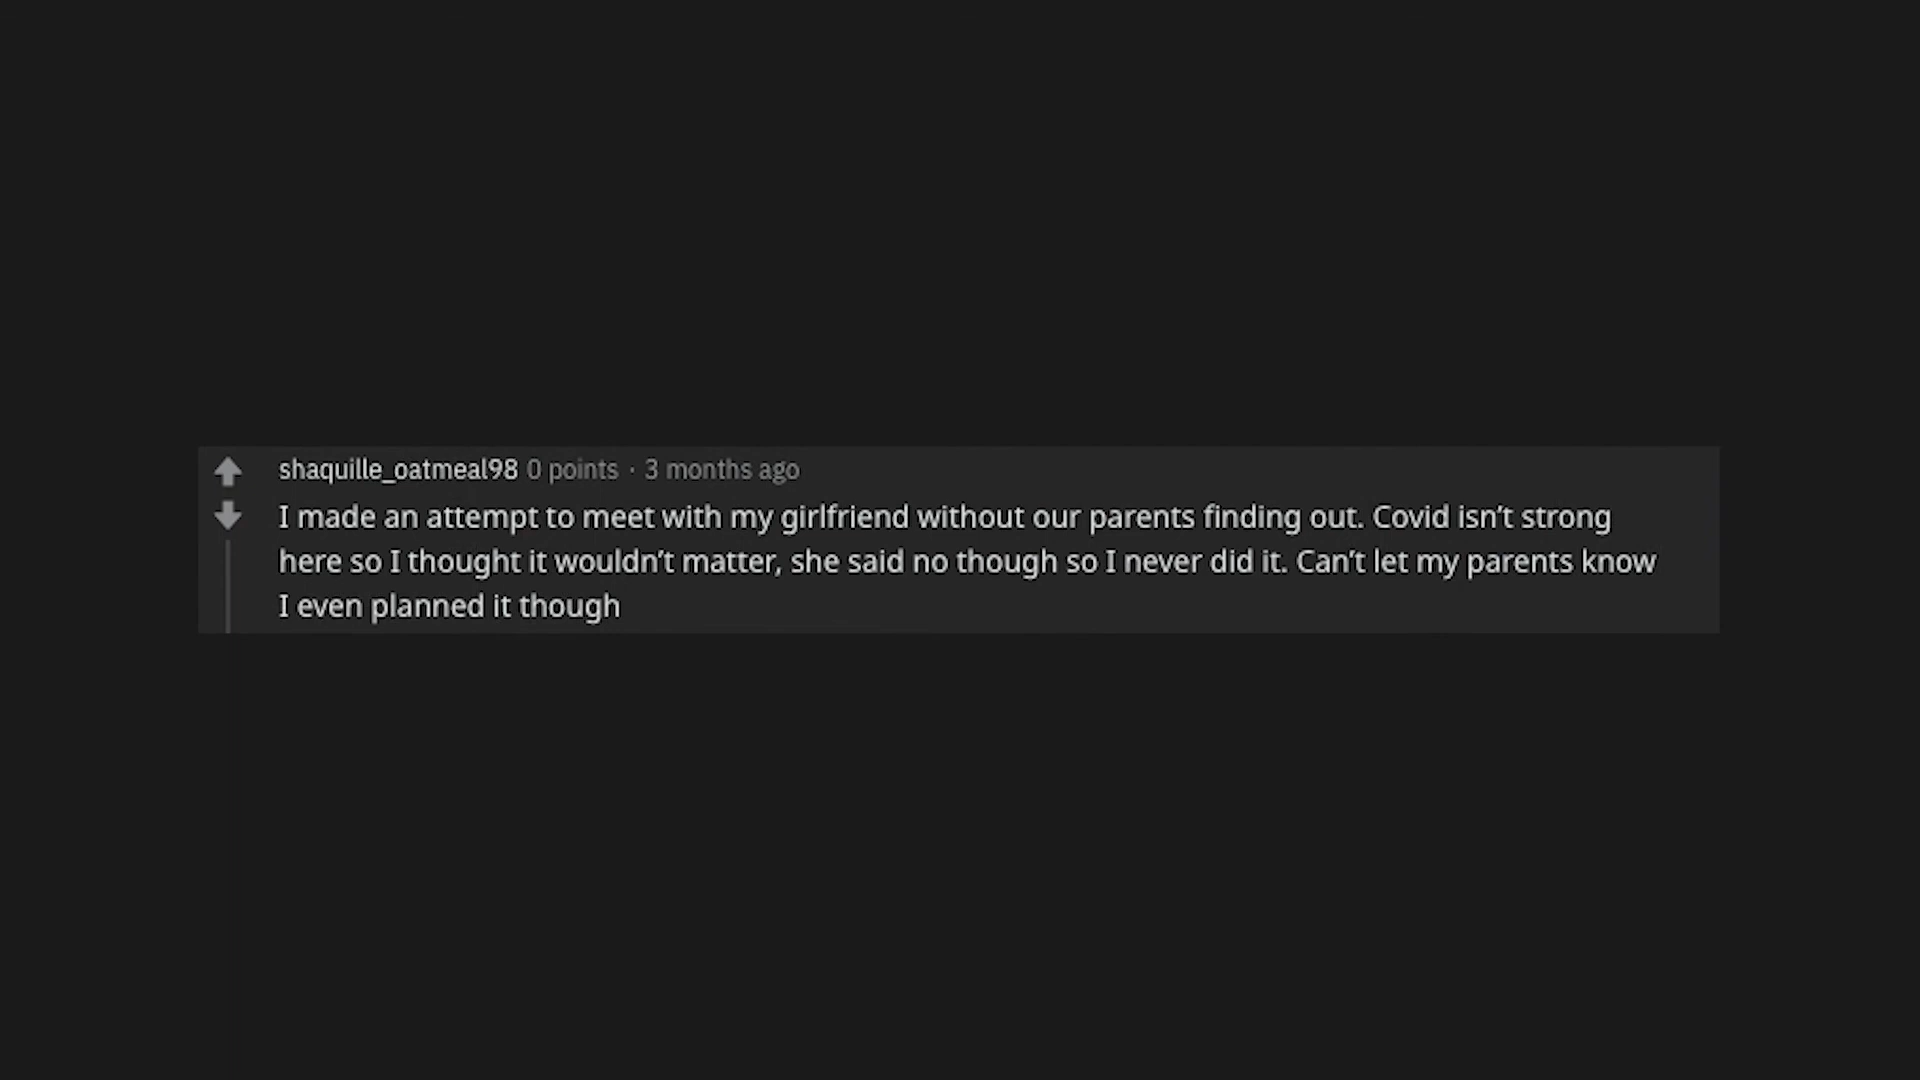 shaquille_oatmeal98 0 points · 3 months ago
I made an attempt to meet with my girlfriend without our parents finding out. Covid isn’t strong
here so I thought it wouldn’t matter, she said no though so I never did it. Can’t let my parents know
I even planned it though